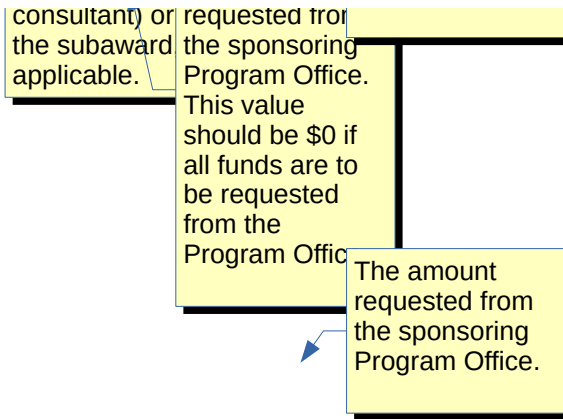 consultant) or
the subaward,
applicable.
requested from
the sponsoring
Program Office.
This value
should be $0 if
all funds are to
be requested
from the
Program Offic
The amount
requested from
the sponsoring
Program Office.